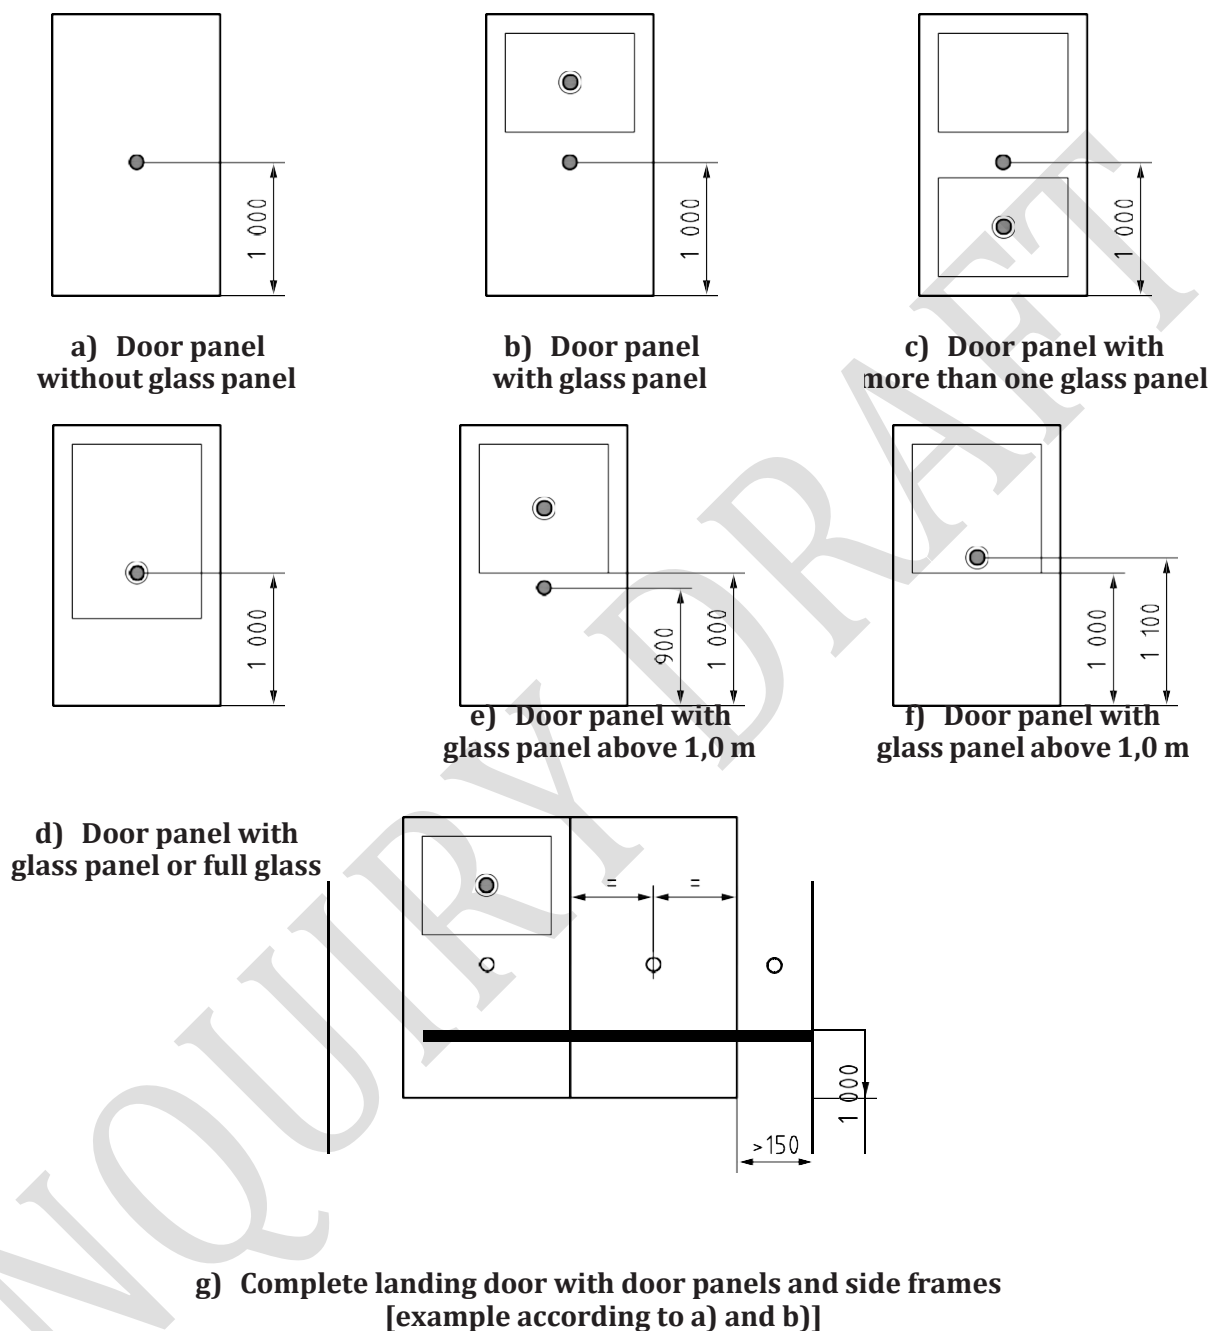 1 000
1 000
1 000
a) Door panel
without glass panel
b) Door panel
with glass panel
c) Door panel with
more than one glass panel
1 000
900
1 000
1 000
1 100
e) Door panel with
glass panel above 1,0 m
f) Door panel with
glass panel above 1,0 m
d) Door panel with
glass panel or full glass
= =
1 000
>150
g) Complete landing door with door panels and side frames
[example according to a) and b)]
NQUIRY DRAFT